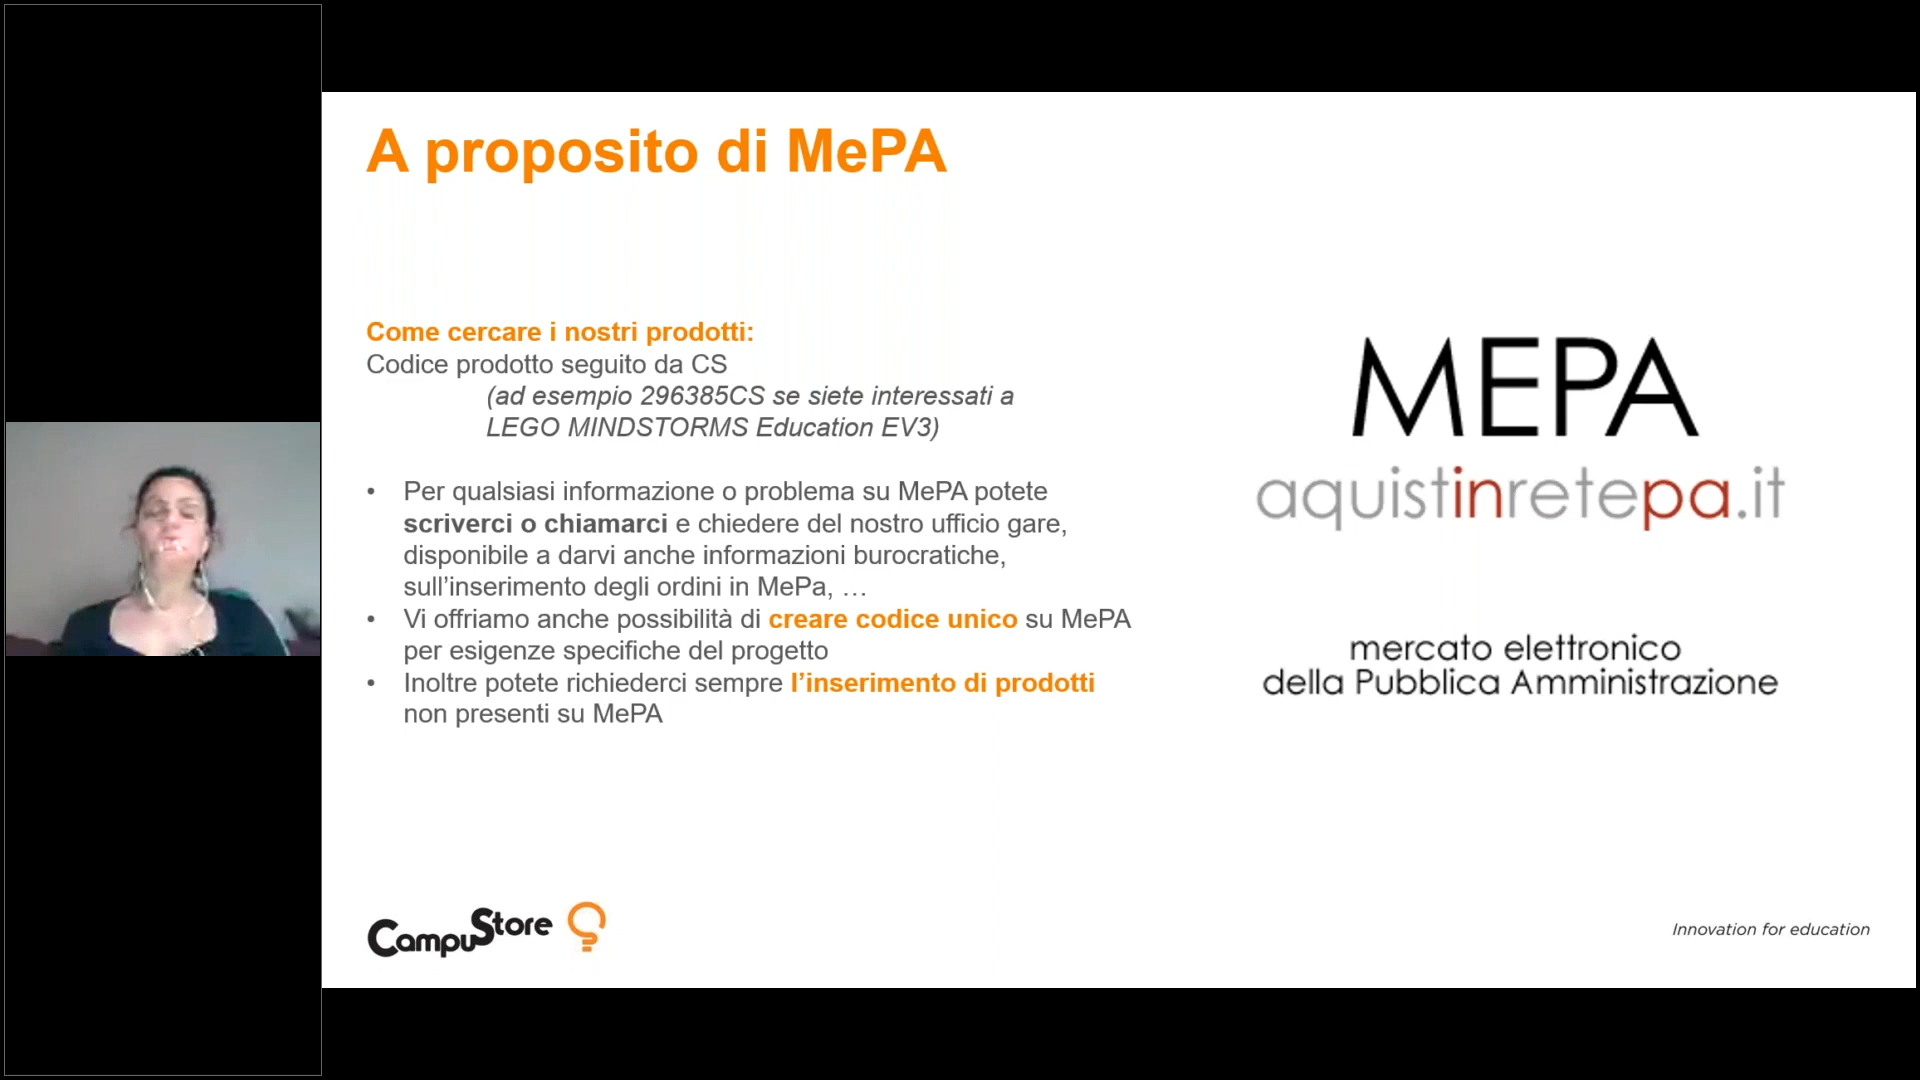 A proposito di MePA
Come cercare i nostri prodotti:
Codice prodotto seguito da CS
(ad esempio 296385CS se siete interessati a
LEGO MINDSTORMS Education EV3)
• Per qualsiasi informazione o problema su MePA potete
scriverci o chiamarci e chiedere del nostro ufficio gare,
disponibile a darvi anche informazioni burocratiche,
sull’inserimento degli ordini in MePa, …
• Vi offriamo anche possibilità di creare codice unico su MePA
per esigenze specifiche del progetto
• Inoltre potete richiederci sempre l’inserimento di prodotti
non presenti su MePA
MEPA
aquistinretepa.it
mercato elettronico
della Pubblica Amministrazione
CampuStore
Innovation for education